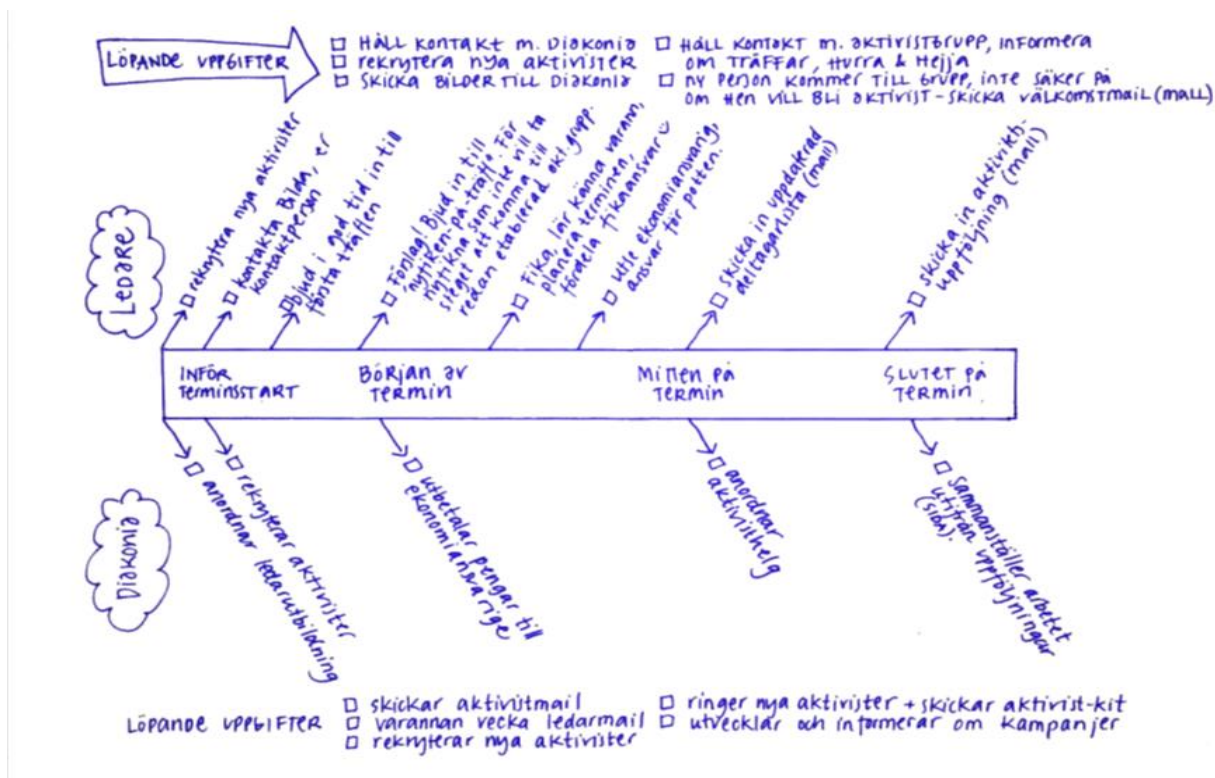 LÖPANDE UPPGIFTER
□ HÅLL KONTAKT M. DIAKONIA
□ rekrytera nya aktivister
□ SKICKA BILDER TILL DIAKONIA
□ HÅLL KONTAKT M. AKTIVISTGRUPP, INFORMERA
OM TRÄFFAR, HURRA & HEJJA
□ NY PERSON KOMMER TILL GRUPP, INTE SÄKER PÅ
OM HEN VILL BLI AKTIVIST - SKICKA VÄLKOMSTMAIL (MALL)
LEDARE
□ rekrytera nya aktivister
□ kontakta Bilda, er
kontaktperson
□ bjud i god tid in till
första träffen
□ Förslag! Bjud in till
"nyfiken-på-träff". För
nyfikna som inte vill ta
steget att komma till
redan etablerad akt.grupp.
□ Fika, lär känna varann,
planera terminen,
fördela fikaansvar ☺
□ utse ekonomiansvarig,
ansvar för potten.
□ skicka in uppdaterad
deltagarlista (mall)
□ skicka in aktivitets-
uppföljning (mall)
INFÖR
TERMINSSTART
BÖRJAN AV
TERMIN
MITTEN PÅ
TERMIN
SLUTET PÅ
TERMIN.
DIAKONIA
□ anordnar ledarutbildning
□ rekryterar aktivister
□ utbetalar pengar till
ekonomiansvarige
□ anordnar
aktivisthelg
□ Sammanställer arbetet
utifrån uppföljningar
LÖPANDE UPPGIFTER
□ skickar aktivistmail
□ varannan vecka ledarmail
□ rekryterar nya aktivister
□ ringer nya aktivister + skickar aktivist-kit
□ utvecklar och informerar om kampanjer